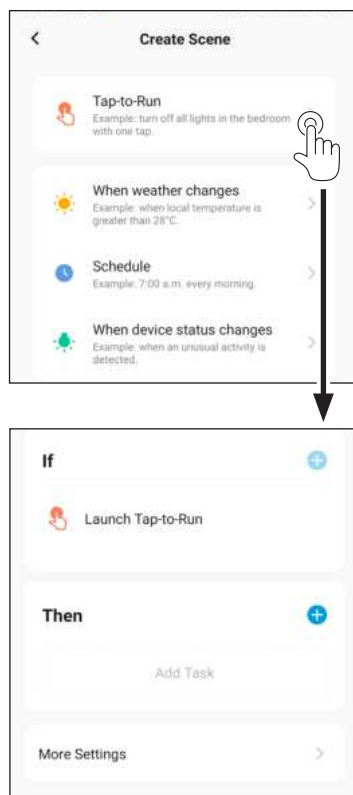 Create Scene
Tap-to-Run
Example: turn off all lights in the bedroom
with one tap.
When weather changes
Example: when local temperature is
greater than 28°C.
Schedule
Example: 7:00 a.m. every morning.
When device status changes
Example: when an unusual activity is
detected.
If
Launch Tap-to-Run
Then
Add Task
More Settings